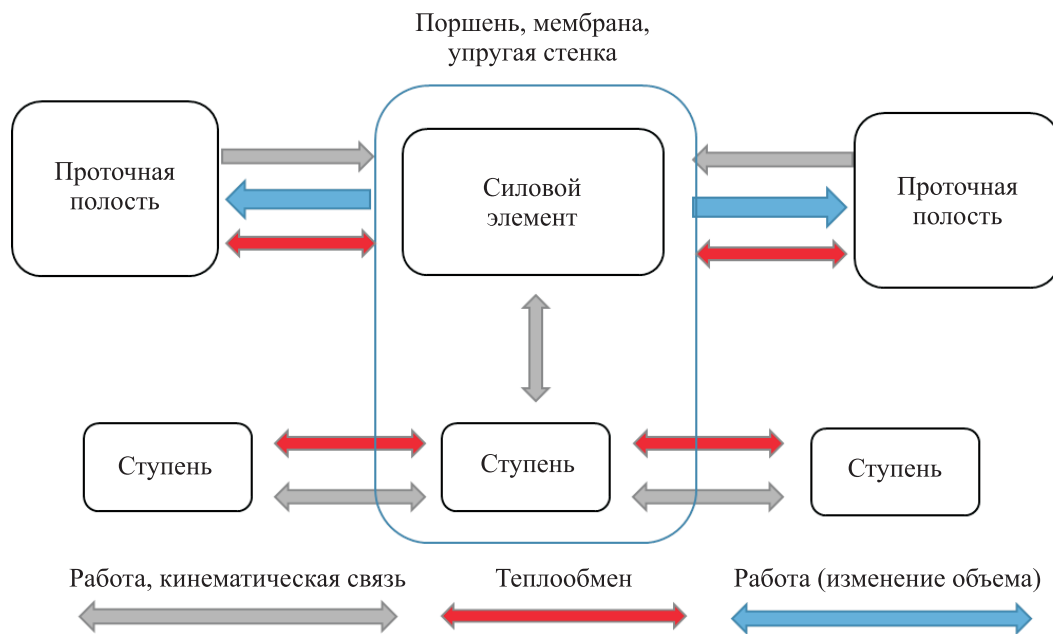 Поршень, мембрана,
упругая стенка
Проточная
полость
Силовой
элемент
Проточная
полость
Ступень
Ступень
Ступень
Работа, кинематическая связь
Теплообмен
Работа (изменение объема)